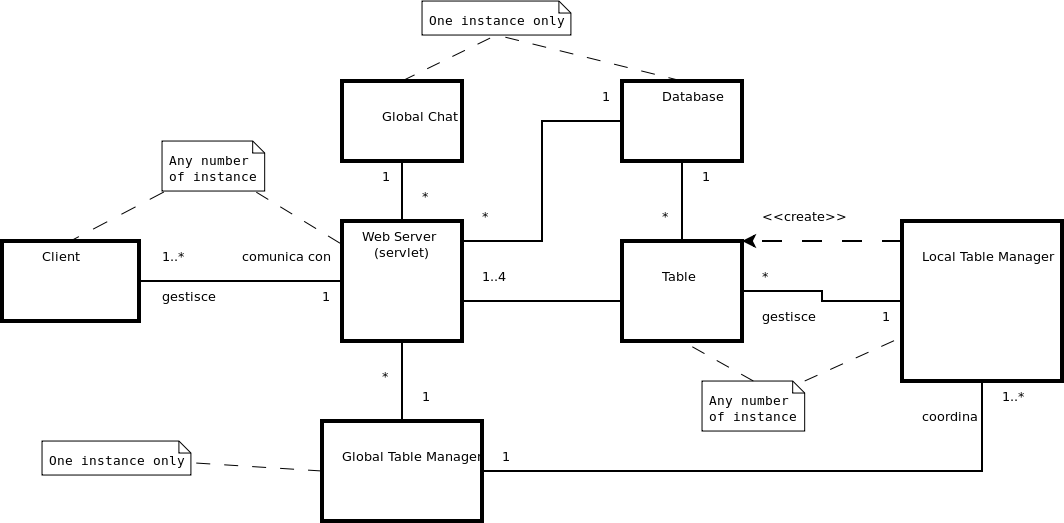 One instance only
1
Database
Global Chat
Any number
of instance
1
*
1
*
*
<<create>>
Web Server
(servlet)
Client
1..*
comunica con
Local Table Manager
1..4
Table
*
gestisce
1
gestisce
1
*
1
Any number
of instance
1..*
coordina
One instance only
Global Table Manager
1